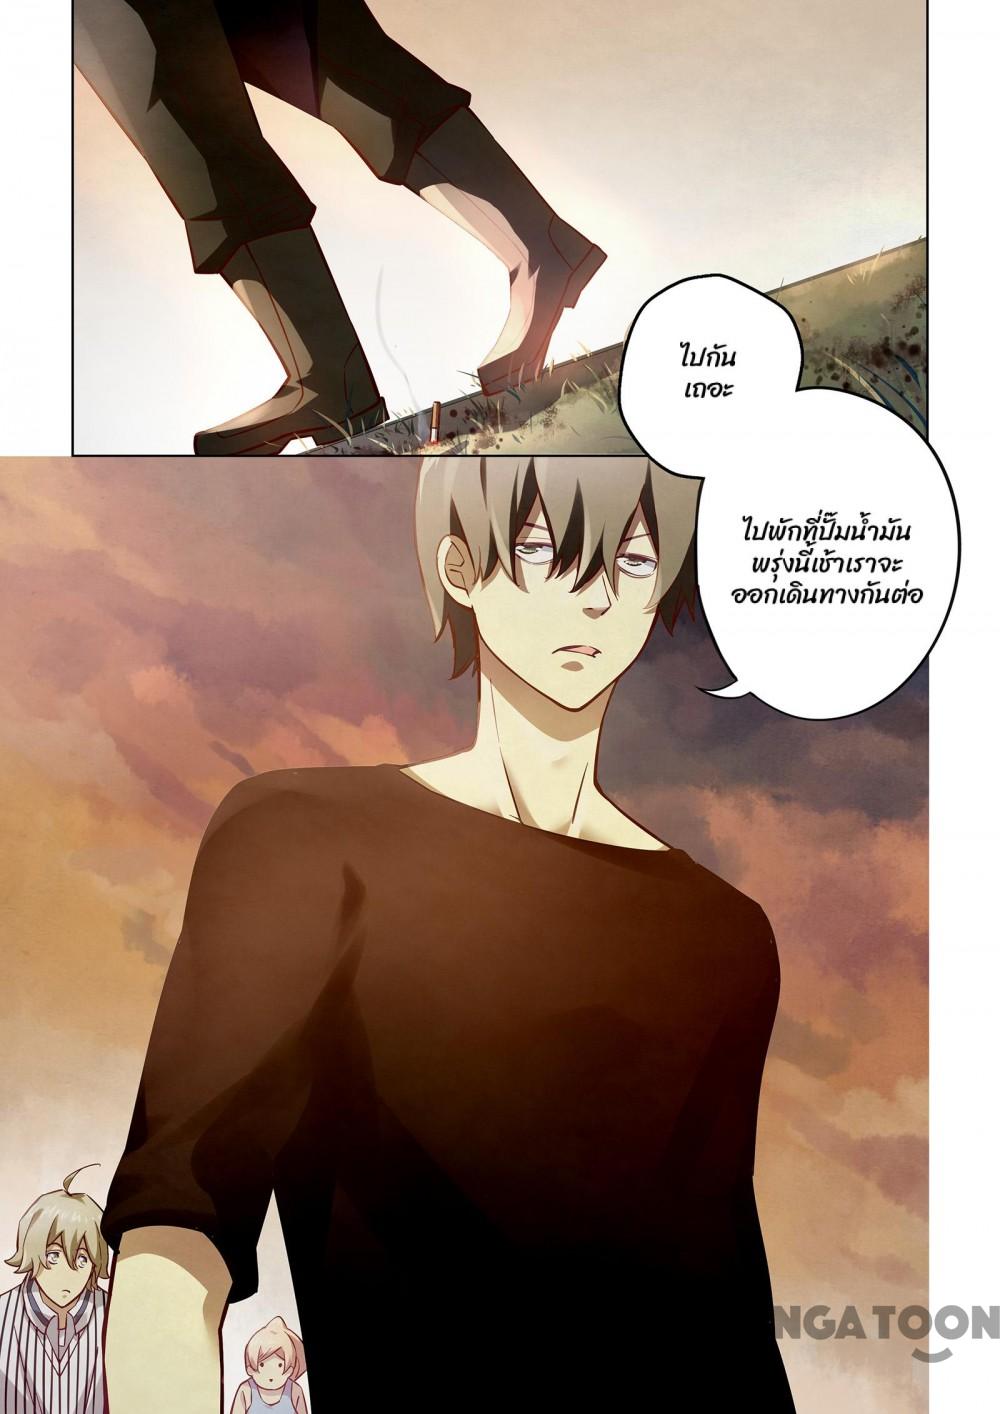 ไปกัน
เถอะ
ไปพักที่ปั๊มน้ำมัน
พรุ่งนี้เช้าเราจะ
ออกเดินทางกันต่อ
NGATOON